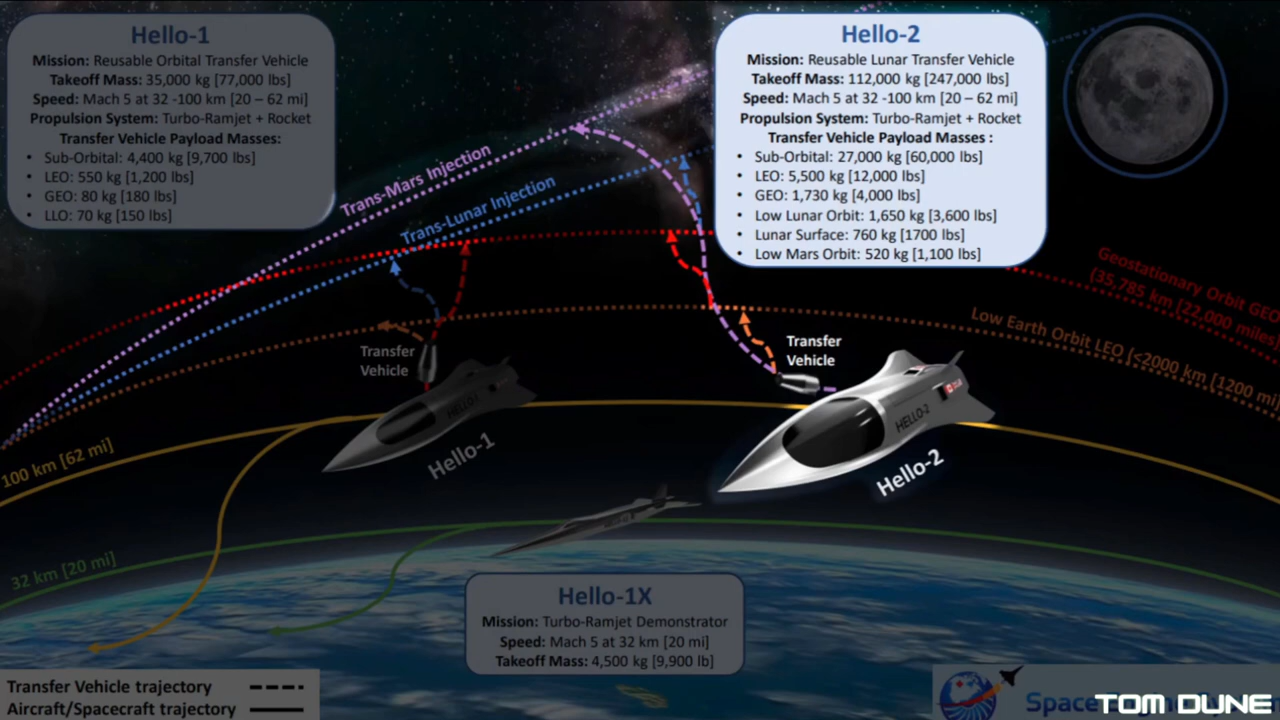 Hello-1
Mission: Reusable Orbital Transfer Vehicle
Takeoff Mass: 35,000 kg [77,000 lbs]
Speed: Mach 5 at 32 -100 km [20 – 62 mi]
Propulsion System: Turbo-Ramjet + Rocket
Transfer Vehicle Payload Masses:
• Sub-Orbital: 4,400 kg [9,700 lbs]
• LEO: 550 kg [1,200 lbs]
• GEO: 80 kg [180 lbs]
• LLO: 70 kg [150 lbs]
Hello-2
Mission: Reusable Lunar Transfer Vehicle
Takeoff Mass: 112,000 kg [247,000 lbs]
Speed: Mach 5 at 32 -100 km [20 – 62 mi]
Propulsion System: Turbo-Ramjet + Rocket
Transfer Vehicle Payload Masses :
• Sub-Orbital: 27,000 kg [60,000 lbs]
• LEO: 5,500 kg [12,000 lbs]
• GEO: 1,730 kg [4,000 lbs]
• Low Lunar Orbit: 1,650 kg [3,600 lbs]
• Lunar Surface: 760 kg [1700 lbs]
• Low Mars Orbit: 520 kg [1,100 lbs]
Trans-Mars Injection
Trans-Lunar Injection
Geostationary Orbit GEO
(35,785 km [22,000 miles]
Low Earth Orbit LEO (<2000 km [1200 mi]
Transfer
Vehicle
Transfer
Vehicle
HELLO-1
HELLO-2
Hello-1
Hello-2
100 km [62 mi]
32 km [20 mi]
Hello-1X
Mission: Turbo-Ramjet Demonstrator
Speed: Mach 5 at 32 km [20 mi]
Takeoff Mass: 4,500 kg [9,900 lb]
Transfer Vehicle trajectory
Aircraft/Spacecraft trajectory
Space
TOM DUNE